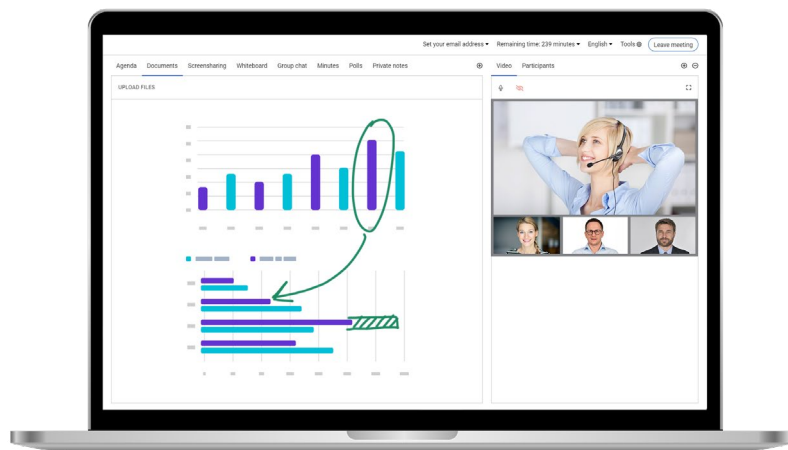 Set your email address Remaining time: 239 minutes English Tools Leave meeting
Agenda Documents Screensharing Whiteboard Group chat Minutes Polls Private notes
Video Participants
UPLOAD FILES